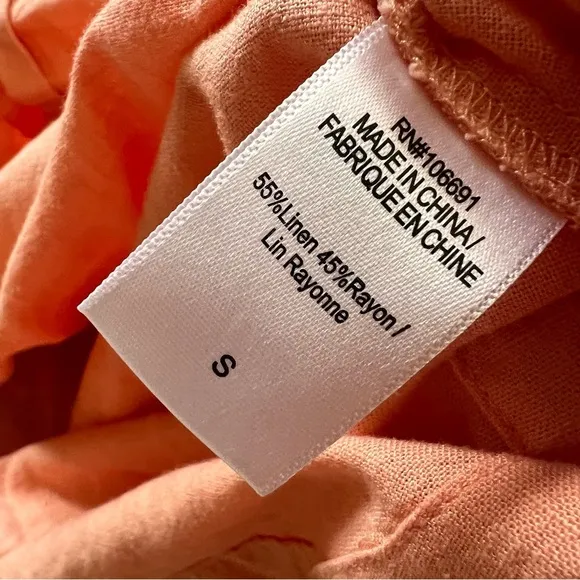 RN#106691
MADE IN CHINA/
FABRIQUE EN CHINE
55%Linen 45%Rayon/
Lin Rayonne
S